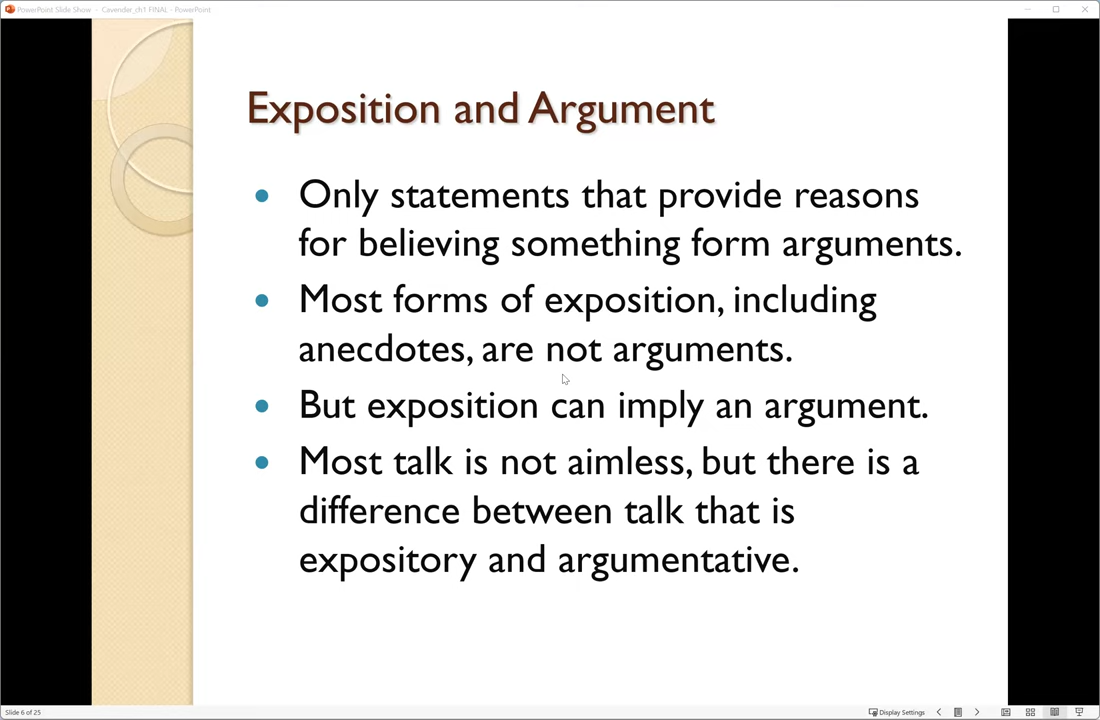 PowerPoint Slide Show - Cavender_ch1 FINAL - PowerPoint
Exposition and Argument
• Only statements that provide reasons
for believing something form arguments.
• Most forms of exposition, including
anecdotes, are not arguments.
• But exposition can imply an argument.
• Most talk is not aimless, but there is a
difference between talk that is
expository and argumentative.
Slide 6 of 25
Display Settings